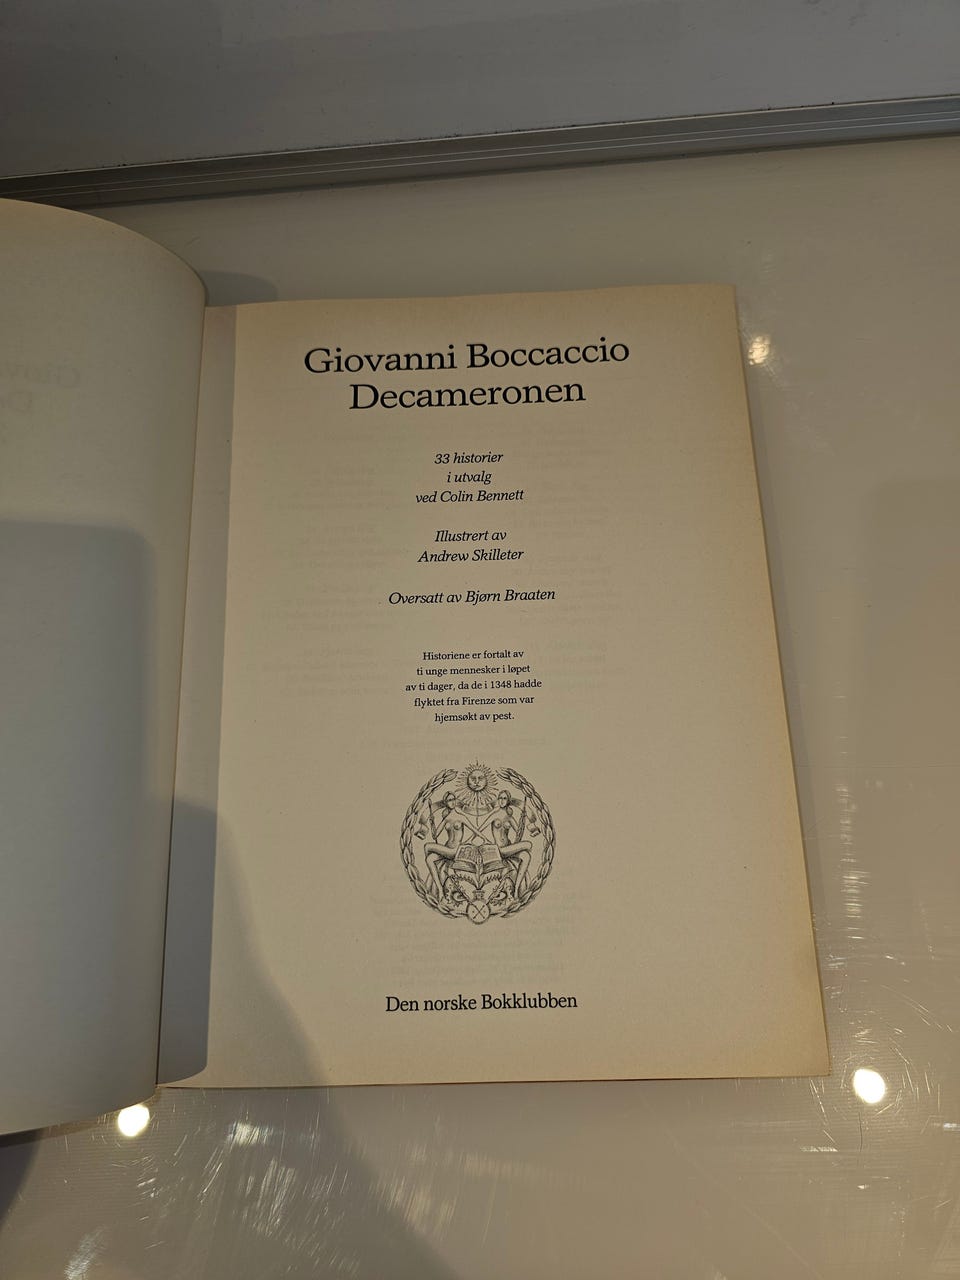 Giovanni Boccaccio
Decameronen
33 historier
i utvalg
ved Colin Bennett
Illustrert av
Andrew Skilleter
Oversatt av Bjørn Braaten
Historiene er fortalt av
ti unge mennesker i løpet
av ti dager, da de i 1348 hadde
flyktet fra Firenze som var
hjemsøkt av pest.
Den norske Bokklubben